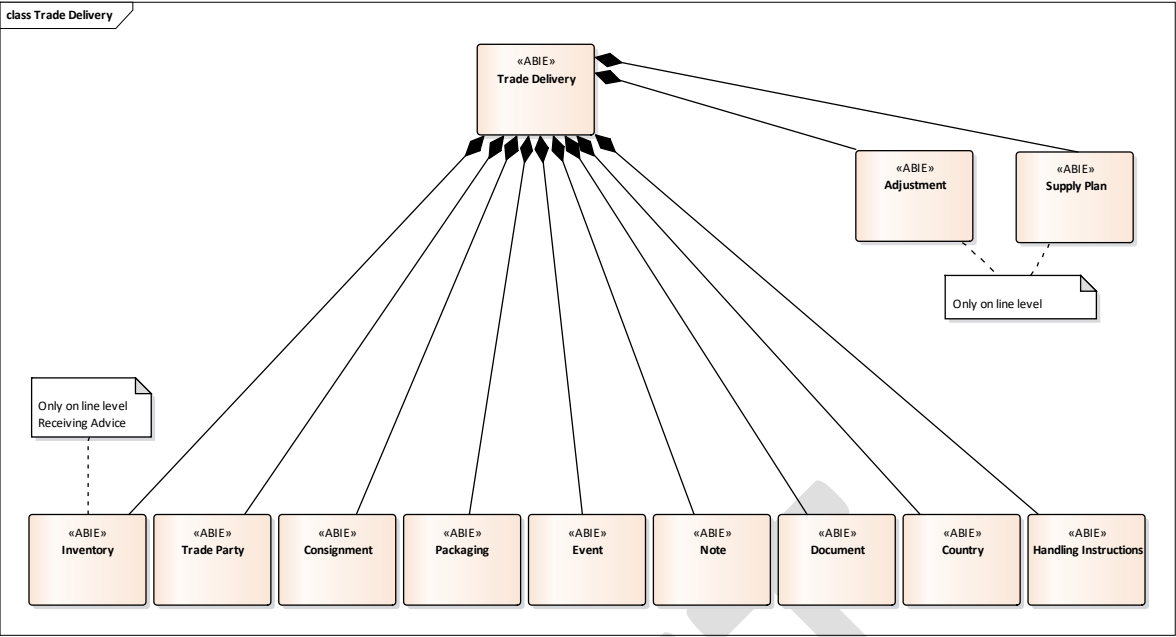 class Trade Delivery
«ABIE»
Trade Delivery
«ABIE»
Adjustment
«ABIE»
Supply Plan
Only on line level
Only on line level
Receiving Advice
«ABIE»
Inventory
«ABIE»
Trade Party
«ABIE»
Consignment
«ABIE»
Packaging
«ABIE»
Event
«ABIE»
Note
«ABIE»
Document
«ABIE»
Country
«ABIE»
Handling Instructions